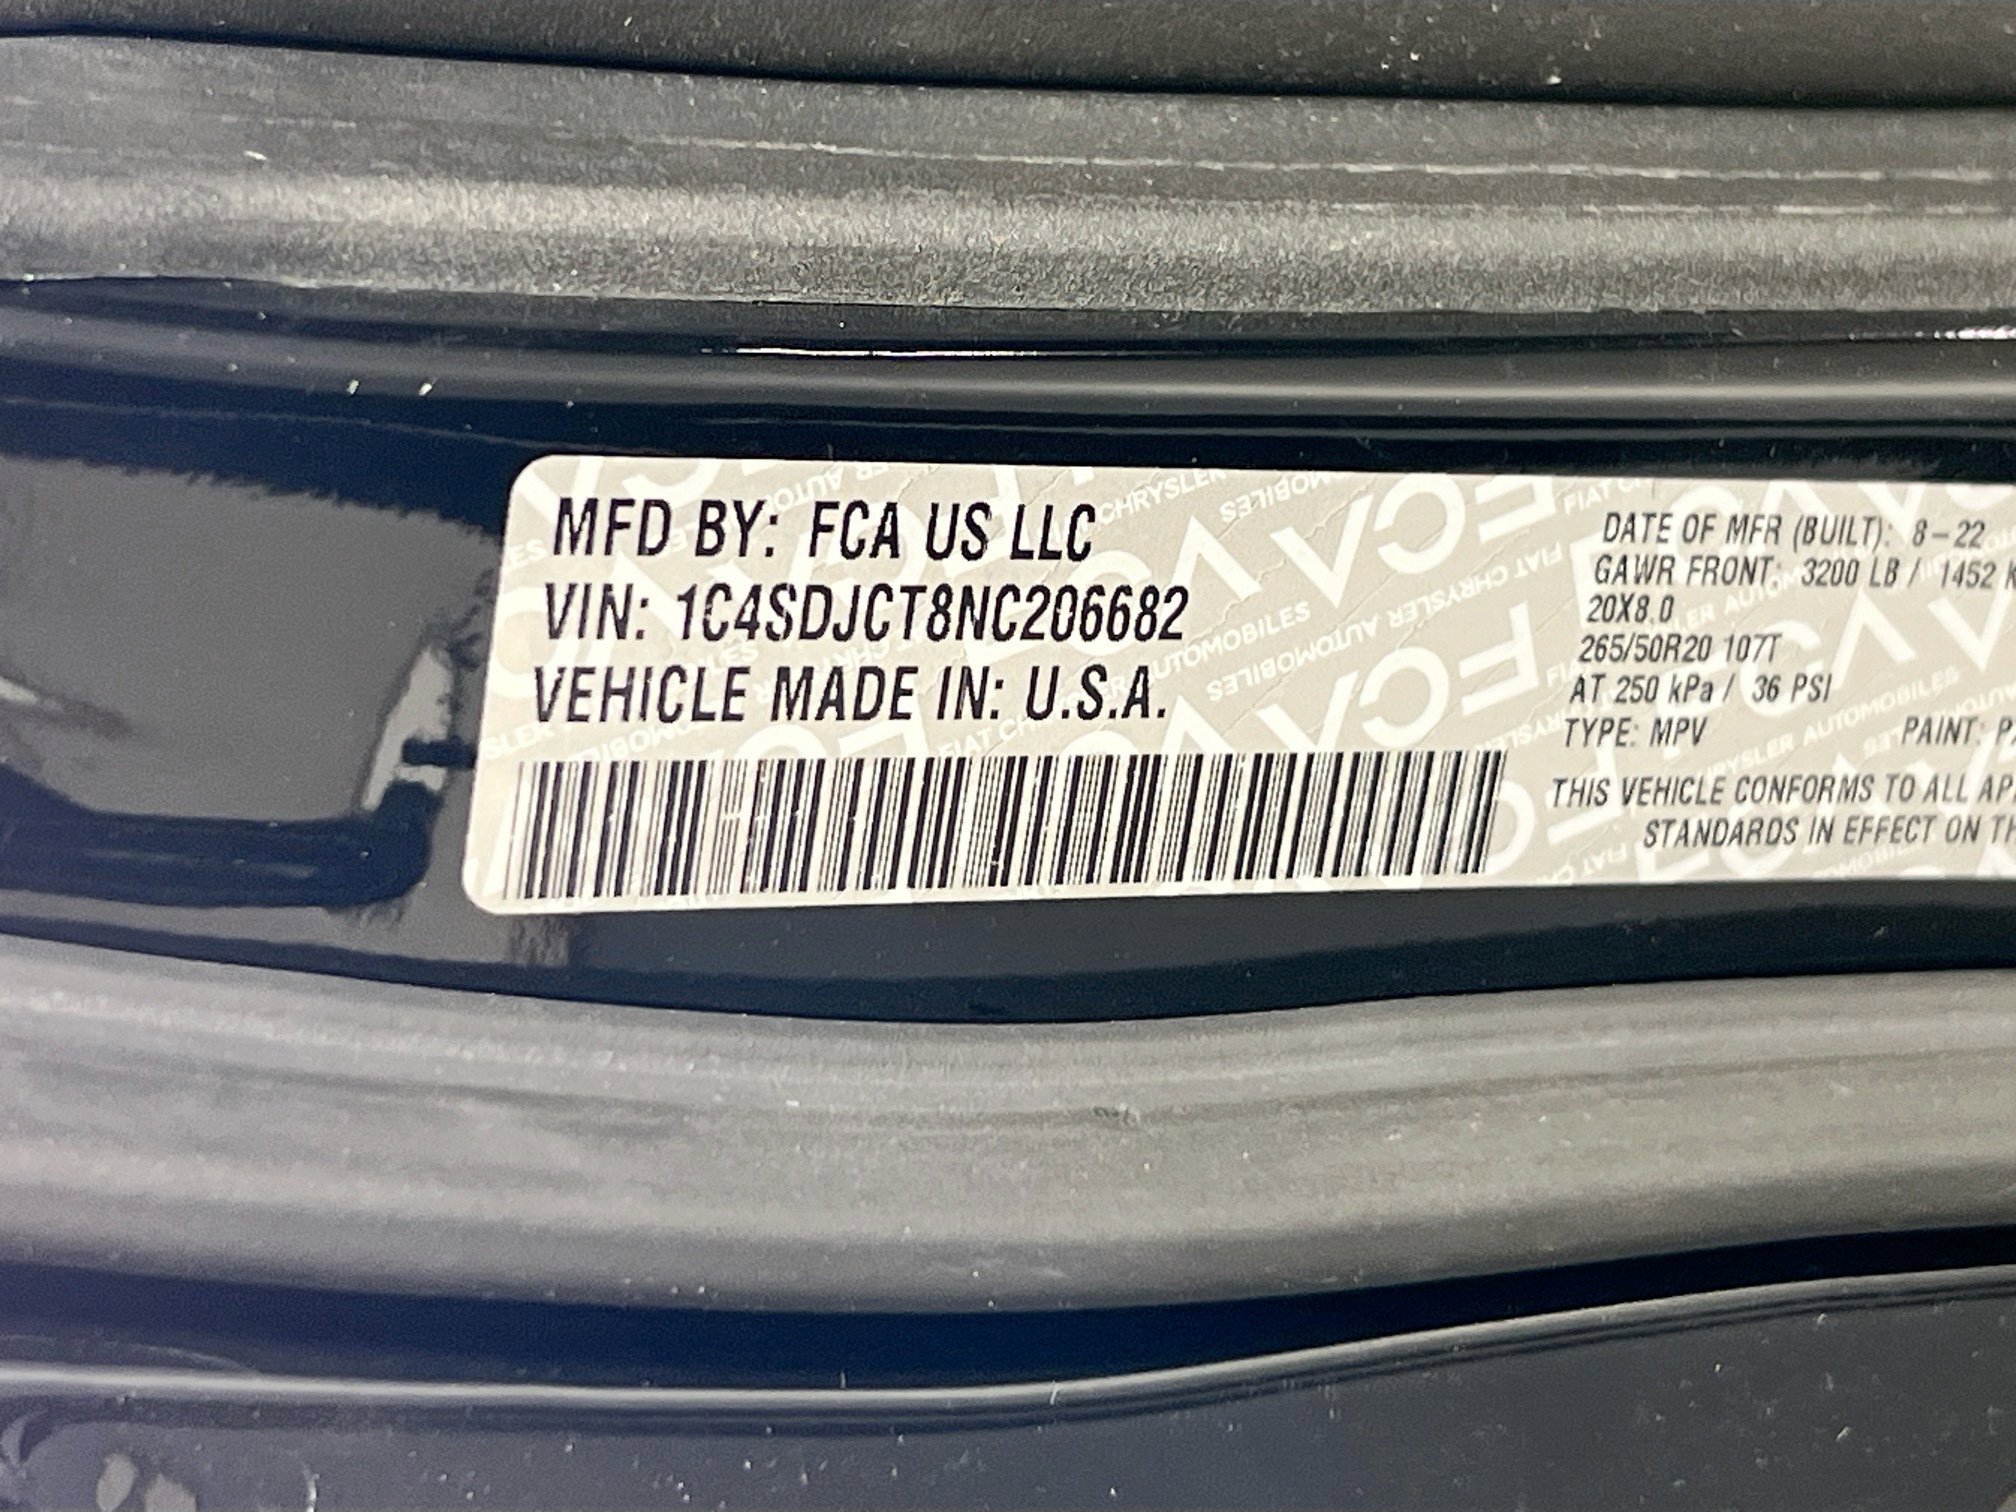 MFD BY: FCA US LLC
VIN: 1C4SDJCT8NC206682
VEHICLE MADE IN: U.S.A.
DATE OF MFR (BUILT): 8-22
GAWR FRONT: 3200 LB / 1452
20X8.0
265/50R20 107T
AT 250 kPa / 36 PSI
TYPE: MPV PAINT:
THIS VEHICLE CONFORMS TO ALL
STANDARDS IN EFFECT ON